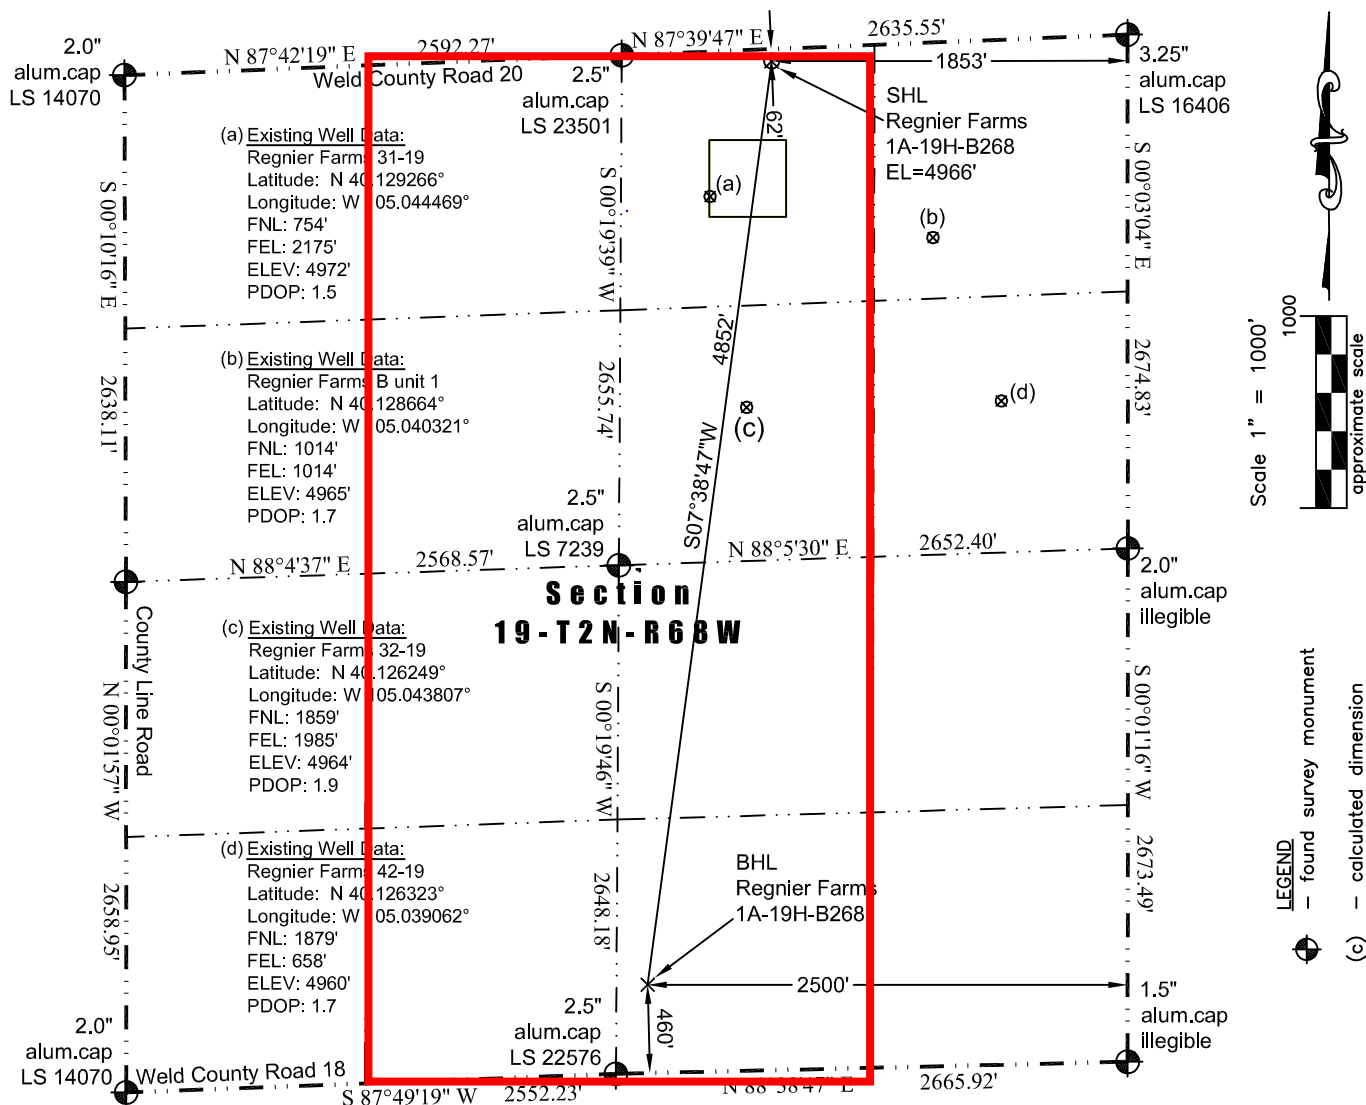 2.0"
alum.cap
LS 14070
N 87°42'19" E
2592.27'
N 87°39'47" E
2635.55'
Weld County Road 20
2.5"
alum.cap
LS 23501
1853'
3.25"
alum.cap
LS 16406
62'
SHL
Regnier Farms
1A-19H-B268
EL=4966'
(a) Existing Well Data:
Regnier Farms 31-19
Latitude: N 40.129266°
Longitude: W 105.044469°
FNL: 754'
FEL: 2175'
ELEV: 4972'
PDOP: 1.5
(a)
(b)
S 00°10'16" E
2638.11'
S 00°19'39" W
2655.74'
S 00°03'04" E
2674.83'
(b) Existing Well Data:
Regnier Farms B unit 1
Latitude: N 40.128664°
Longitude: W 105.040321°
FNL: 1014'
FEL: 1014'
ELEV: 4965'
PDOP: 1.7
4852'
S07°38'47"W
(c)
(d)
1000
Scale 1" = 1000'
approximate scale
2.5"
alum.cap
LS 7239
N 88°4'37" E
2568.57'
N 88°5'30" E
2652.40'
2.0"
alum.cap
illegible
Section
19-T2N-R68W
County Line Road
N 00°01'57" W
2658.95'
(c) Existing Well Data:
Regnier Farms 32-19
Latitude: N 40.126249°
Longitude: W 105.043807°
FNL: 1859'
FEL: 1985'
ELEV: 4964'
PDOP: 1.9
S 00°19'46" W
2648.18'
S 00°01'16" W
2673.49'
(d) Existing Well Data:
Regnier Farms 42-19
Latitude: N 40.126323°
Longitude: W 105.039062°
FNL: 1879'
FEL: 658'
ELEV: 4960'
PDOP: 1.7
BHL
Regnier Farms
1A-19H-B268
2500'
460'
LEGEND
– found survey monument
(c) – calculated dimension
2.0"
alum.cap
LS 14070
2.5"
alum.cap
LS 22576
1.5"
alum.cap
illegible
Weld County Road 18
S 87°49'19" W
2552.23'
N 88°38'47" E
2665.92'